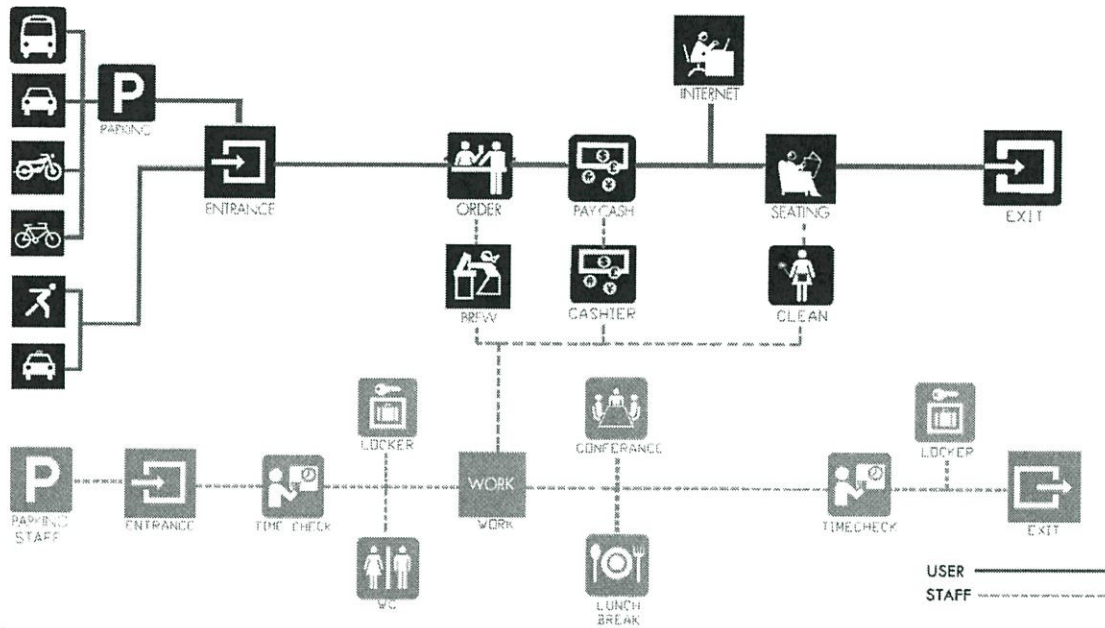 P
PARKING
INTERNET
ENTRANCE
ORDER
PAY CASH
SEATING
EXIT
BREW
CASHIER
CLEAN
LOCKER
CONFERANCE
LOCKER
P
WORK
PARKING
STAFF
ENTRANCE
TIME CHECK
WORK
TIMECHECK
EXIT
WC
LUNCH
BREAK
USER
STAFF